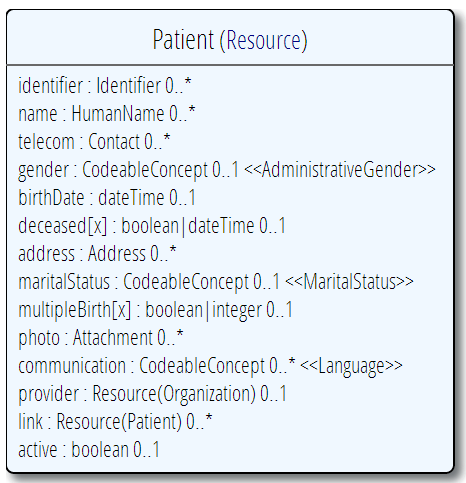 Patient (Resource)
identifier : Identifier 0..*
name : HumanName 0..*
telecom : Contact 0..*
gender : CodeableConcept 0..1 <<AdministrativeGender>>
birthDate : dateTime 0..1
deceased[x] : boolean|dateTime 0..1
address : Address 0..*
maritalStatus : CodeableConcept 0..1 <<MaritalStatus>>
multipleBirth[x] : boolean|integer 0..1
photo : Attachment 0..*
communication : CodeableConcept 0..* <<Language>>
provider : Resource(Organization) 0..1
link : Resource(Patient) 0..*
active : boolean 0..1